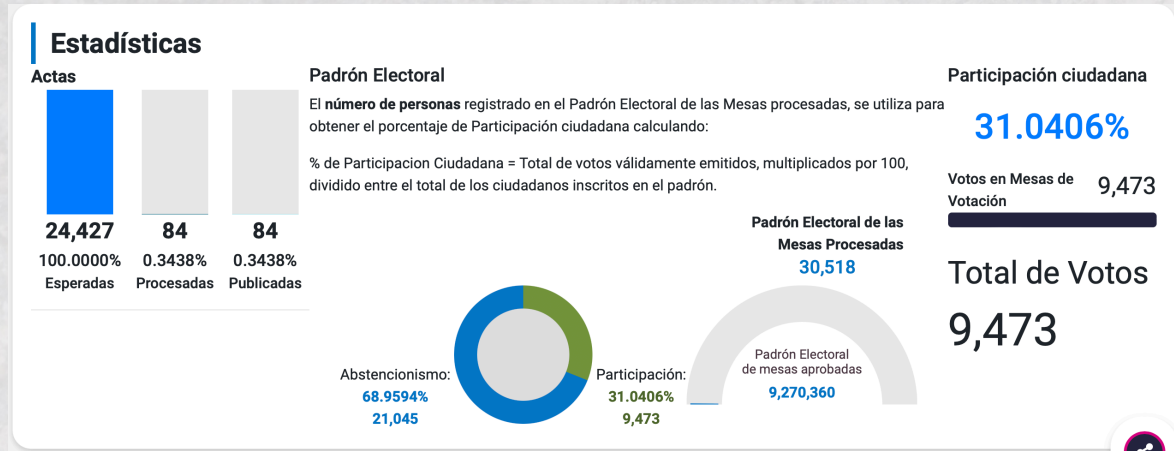 Estadísticas
Actas
24,427
100.0000%
Esperadas
84
0.3438%
Procesadas
84
0.3438%
Publicadas
Padrón Electoral
El número de personas registrado en el Padrón Electoral de las Mesas procesadas, se utiliza para
obtener el porcentaje de Participación ciudadana calculando:
% de Participacion Ciudadana = Total de votos válidamente emitidos, multiplicados por 100,
dividido entre el total de los ciudadanos inscritos en el padrón.
Abstencionismo:
68.9594%
21,045
Participación:
31.0406%
9,473
Padrón Electoral de las
Mesas Procesadas
30,518
Padrón Electoral
de mesas aprobadas
9,270,360
Participación ciudadana
31.0406%
Votos en Mesas de
Votación
9,473
Total de Votos
9,473